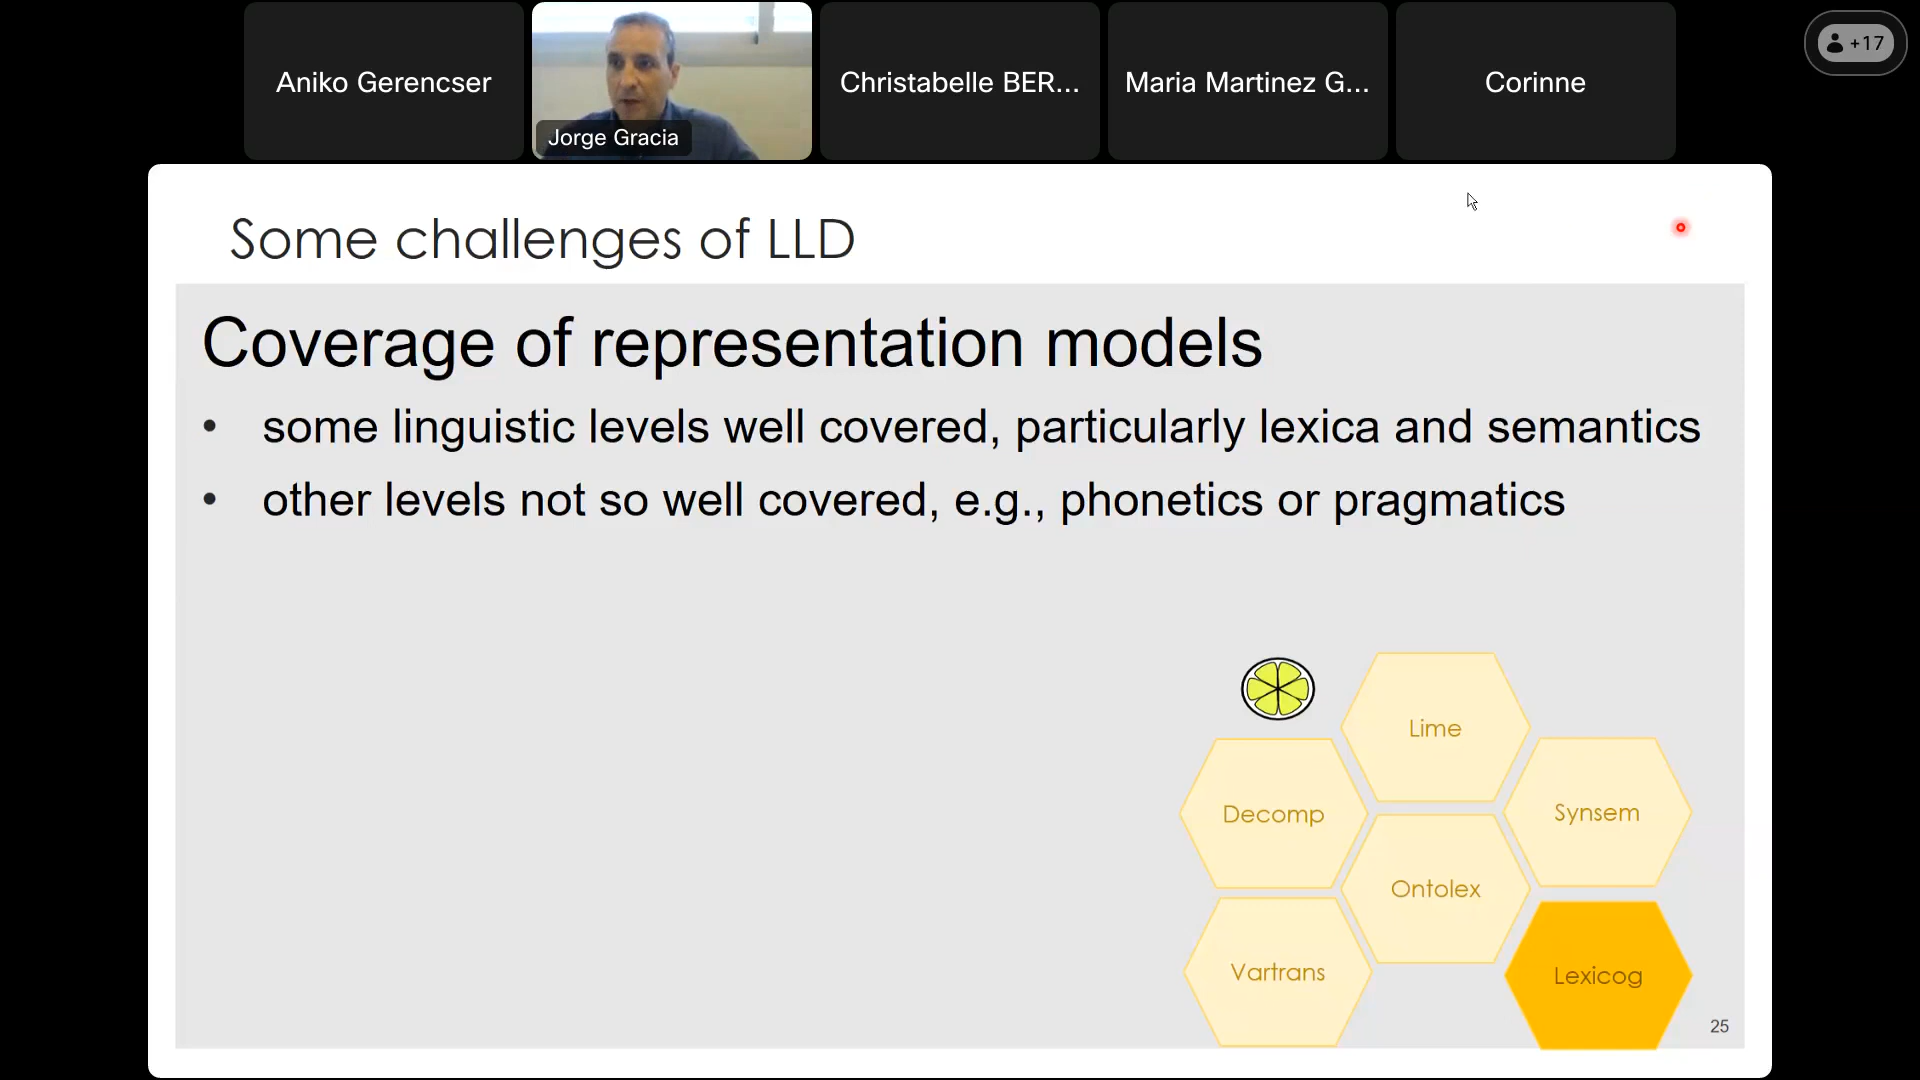 Aniko Gerencser
Jorge Gracia
Christabelle BER...
Maria Martinez G...
Corinne
+17
Some challenges of LLD
Coverage of representation models
• some linguistic levels well covered, particularly lexica and semantics
• other levels not so well covered, e.g., phonetics or pragmatics
Lime
Decomp
Synsem
Ontolex
Vartrans
Lexicog
25